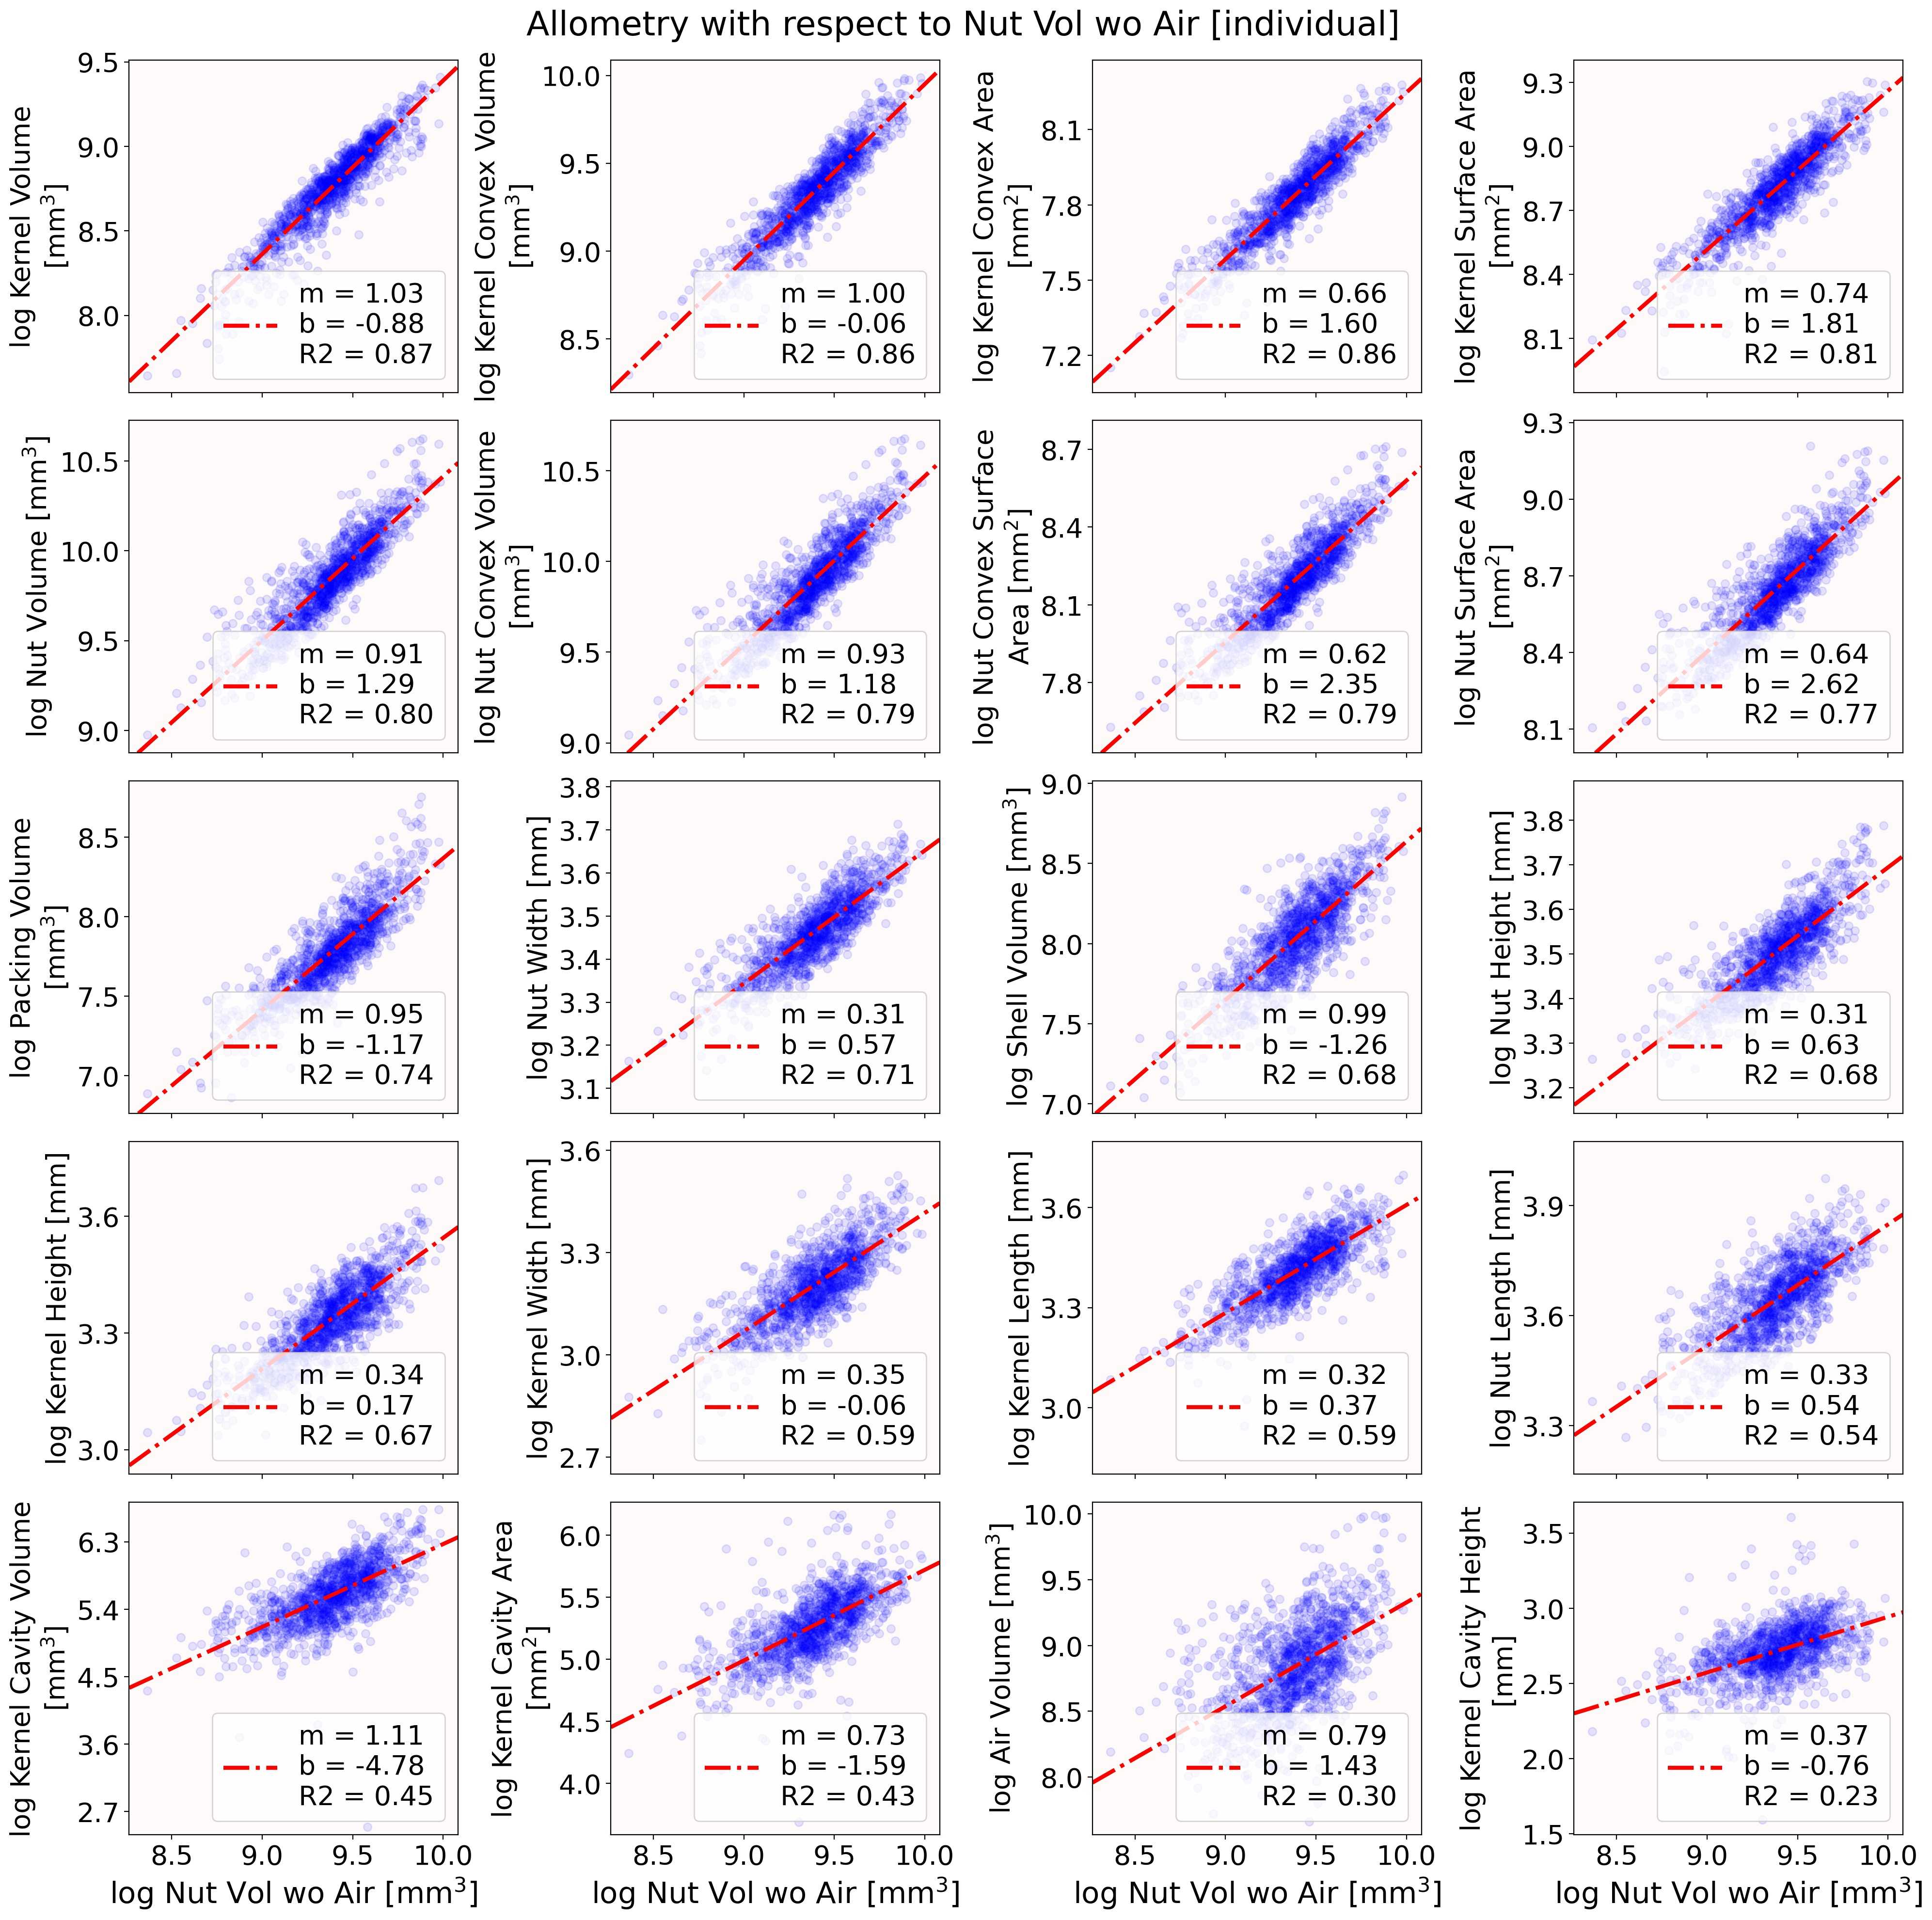 Allometry with respect to Nut Vol wo Air [individual]
log Kernel Volume
[mm³]
9.5
9.0
8.5
8.0
m = 1.03
b = -0.88
R2 = 0.87
log Kernel Convex Volume
[mm³]
10.0
9.5
9.0
8.5
m = 1.00
b = -0.06
R2 = 0.86
log Kernel Convex Area
[mm²]
8.1
7.8
7.5
7.2
m = 0.66
b = 1.60
R2 = 0.86
log Kernel Surface Area
[mm²]
9.3
9.0
8.7
8.4
8.1
m = 0.74
b = 1.81
R2 = 0.81
log Nut Volume [mm³]
10.5
10.0
9.5
9.0
m = 0.91
b = 1.29
R2 = 0.80
log Nut Convex Volume
[mm³]
10.5
10.0
9.5
9.0
m = 0.93
b = 1.18
R2 = 0.79
log Nut Convex Surface
Area [mm²]
8.7
8.4
8.1
7.8
m = 0.62
b = 2.35
R2 = 0.79
log Nut Surface Area
[mm²]
9.3
9.0
8.7
8.4
8.1
m = 0.64
b = 2.62
R2 = 0.77
log Packing Volume
[mm³]
8.5
8.0
7.5
7.0
m = 0.95
b = -1.17
R2 = 0.74
log Nut Width [mm]
3.8
3.7
3.6
3.5
3.4
3.3
3.2
3.1
m = 0.31
b = 0.57
R2 = 0.71
log Shell Volume [mm³]
9.0
8.5
8.0
7.5
7.0
m = 0.99
b = -1.26
R2 = 0.68
log Nut Height [mm]
3.8
3.7
3.6
3.5
3.4
3.3
3.2
m = 0.31
b = 0.63
R2 = 0.68
log Kernel Height [mm]
3.6
3.3
3.0
m = 0.34
b = 0.17
R2 = 0.67
log Kernel Width [mm]
3.6
3.3
3.0
2.7
m = 0.35
b = -0.06
R2 = 0.59
log Kernel Length [mm]
3.6
3.3
3.0
m = 0.32
b = 0.37
R2 = 0.59
log Nut Length [mm]
3.9
3.6
3.3
m = 0.33
b = 0.54
R2 = 0.54
log Kernel Cavity Volume
[mm³]
6.3
5.4
4.5
3.6
2.7
m = 1.11
b = -4.78
R2 = 0.45
8.5 9.0 9.5 10.0
log Nut Vol wo Air [mm³]
log Kernel Cavity Area
[mm²]
6.0
5.5
5.0
4.5
4.0
m = 0.73
b = -1.59
R2 = 0.43
8.5 9.0 9.5 10.0
log Nut Vol wo Air [mm³]
log Air Volume [mm³]
10.0
9.5
9.0
8.5
8.0
m = 0.79
b = 1.43
R2 = 0.30
8.5 9.0 9.5 10.0
log Nut Vol wo Air [mm³]
log Kernel Cavity Height
[mm]
3.5
3.0
2.5
2.0
1.5
m = 0.37
b = -0.76
R2 = 0.23
8.5 9.0 9.5 10.0
log Nut Vol wo Air [mm³]